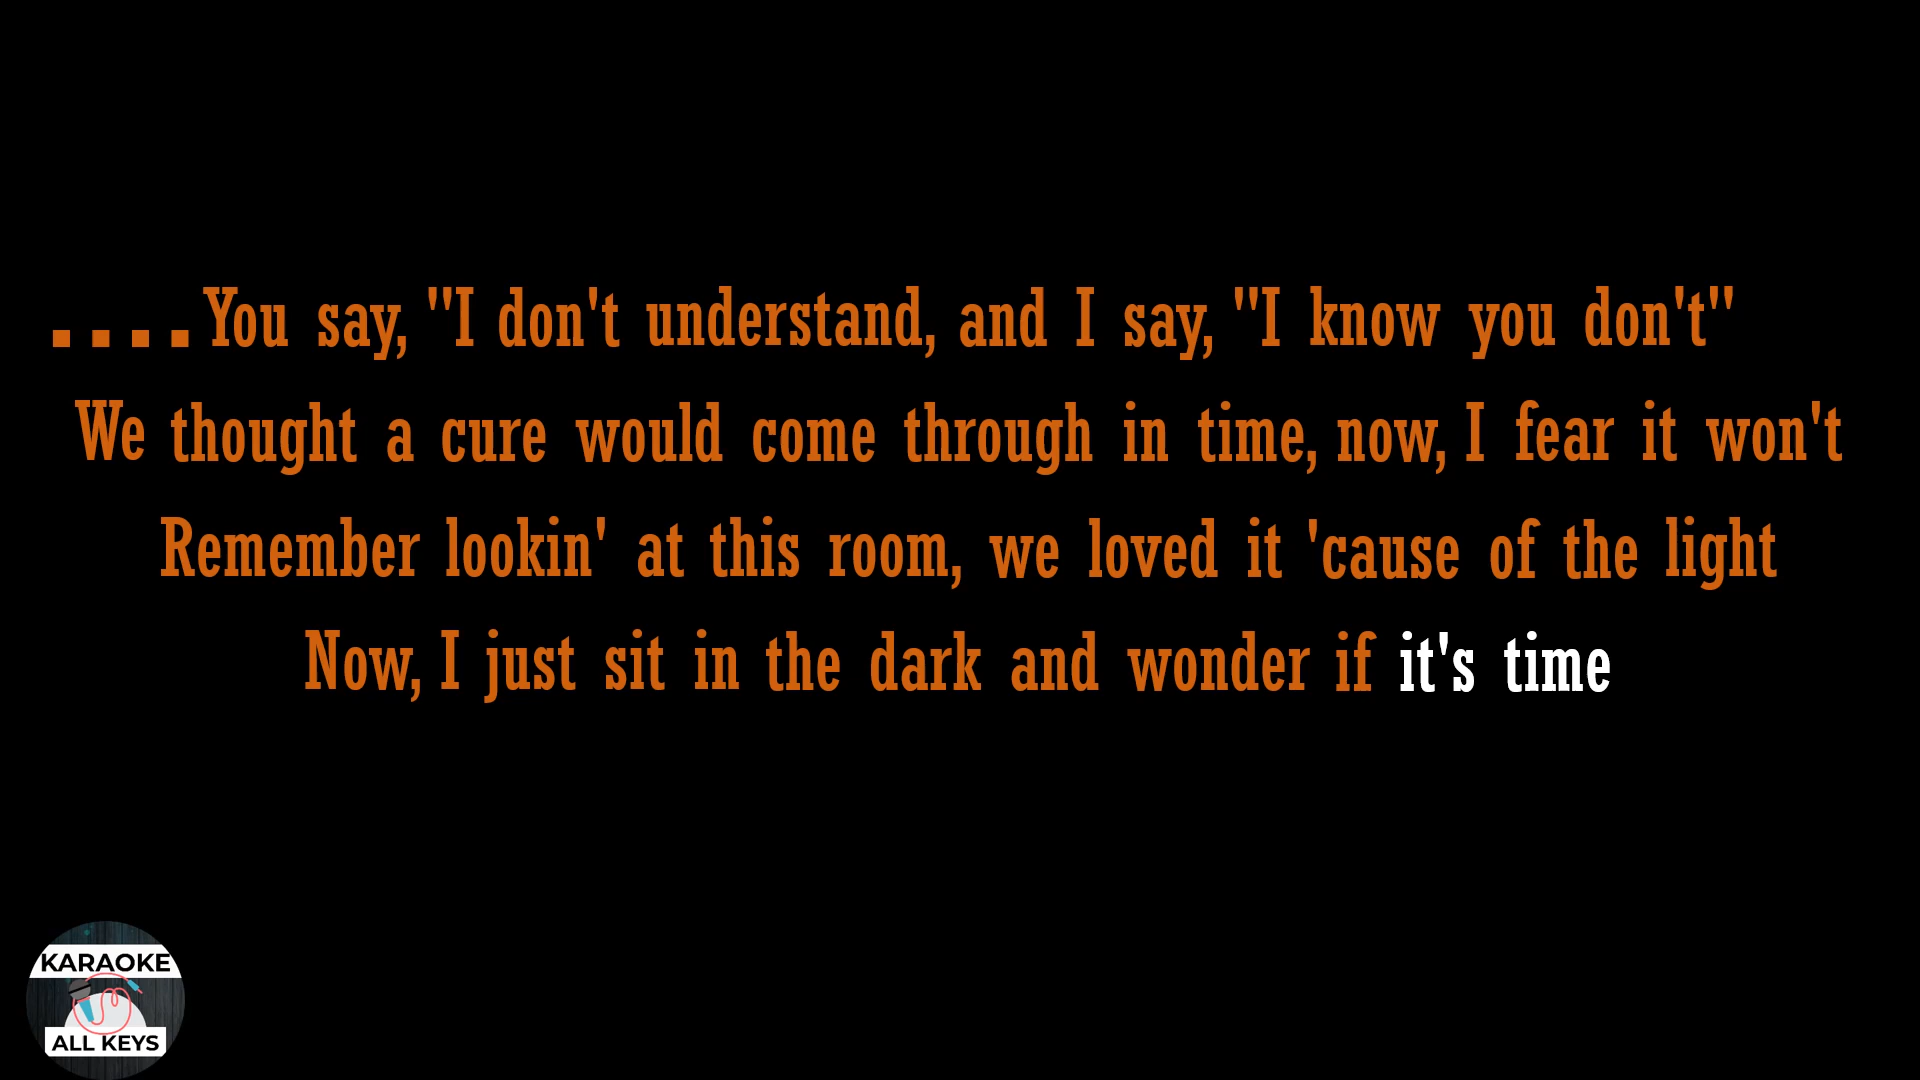 ....You say, "I don't understand, and I say, "I know you don't"
We thought a cure would come through in time, now, I fear it won't
Remember lookin' at this room, we loved it 'cause of the light
Now, I just sit in the dark and wonder if it's time
KARAOKE
ALL KEYS